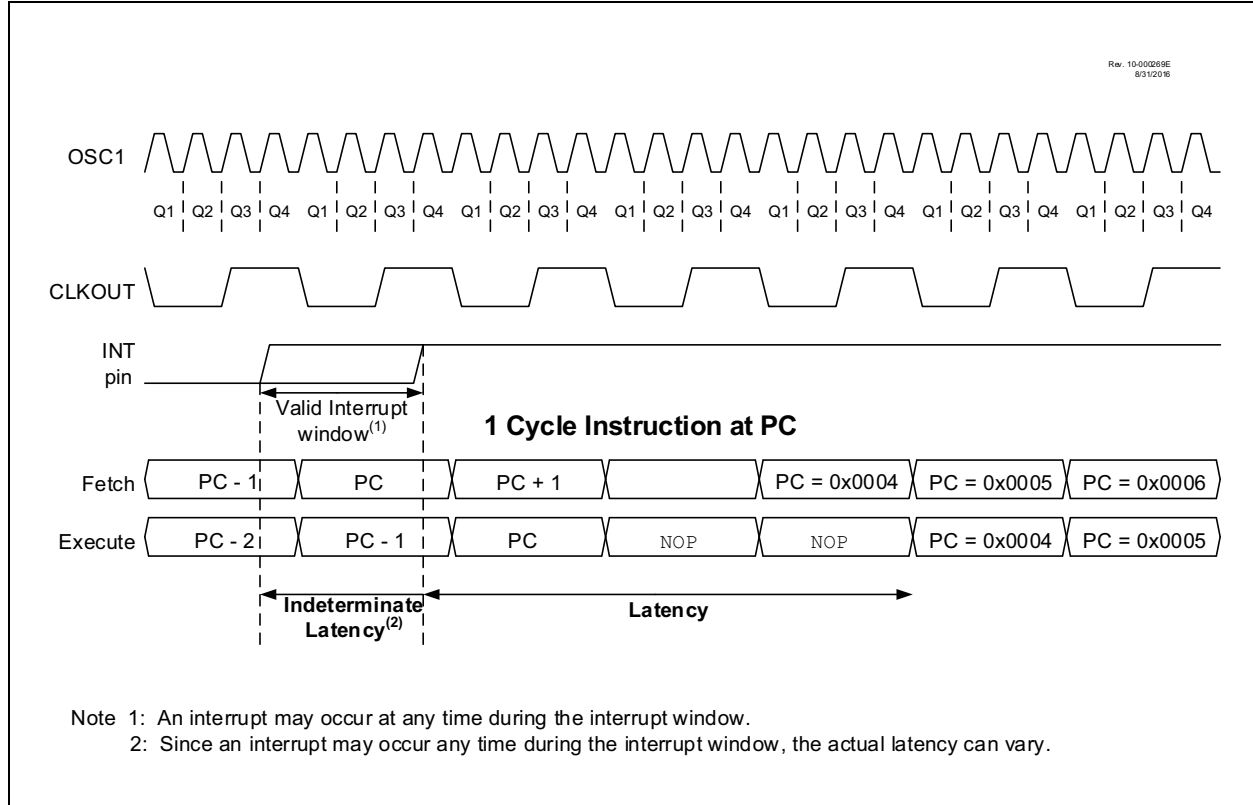 Rev. 10-000269E
8/31/2016
OSC1
Q1 Q2 Q3 Q4 Q1 Q2 Q3 Q4 Q1 Q2 Q3 Q4 Q1 Q2 Q3 Q4 Q1 Q2 Q3 Q4 Q1 Q2 Q3 Q4 Q1 Q2 Q3 Q4
CLKOUT
INT
pin
Valid Interrupt
window(1)
1 Cycle Instruction at PC
Fetch PC - 1 PC PC + 1 PC = 0x0004 PC = 0x0005 PC = 0x0006
Execute PC - 2 PC - 1 PC NOP NOP PC = 0x0004 PC = 0x0005
Indeterminate
Latency(2)
Latency
Note 1: An interrupt may occur at any time during the interrupt window.
2: Since an interrupt may occur any time during the interrupt window, the actual latency can vary.